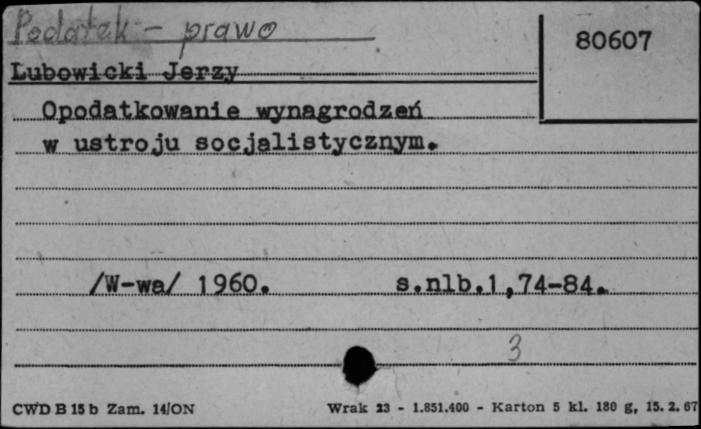 Podatek - prawo
80607
Lubowicki Jerzy
Opodatkowanie wynagrodzeń
w ustroju socjalistycznym.
/W-wa/ 1960. s.nlb.1,74-84.
3
CWD B 15 b Zam. 14/ON Wrak 23 - 1.851.400 - Karton 5 kl. 180 g, 15. 2. 67